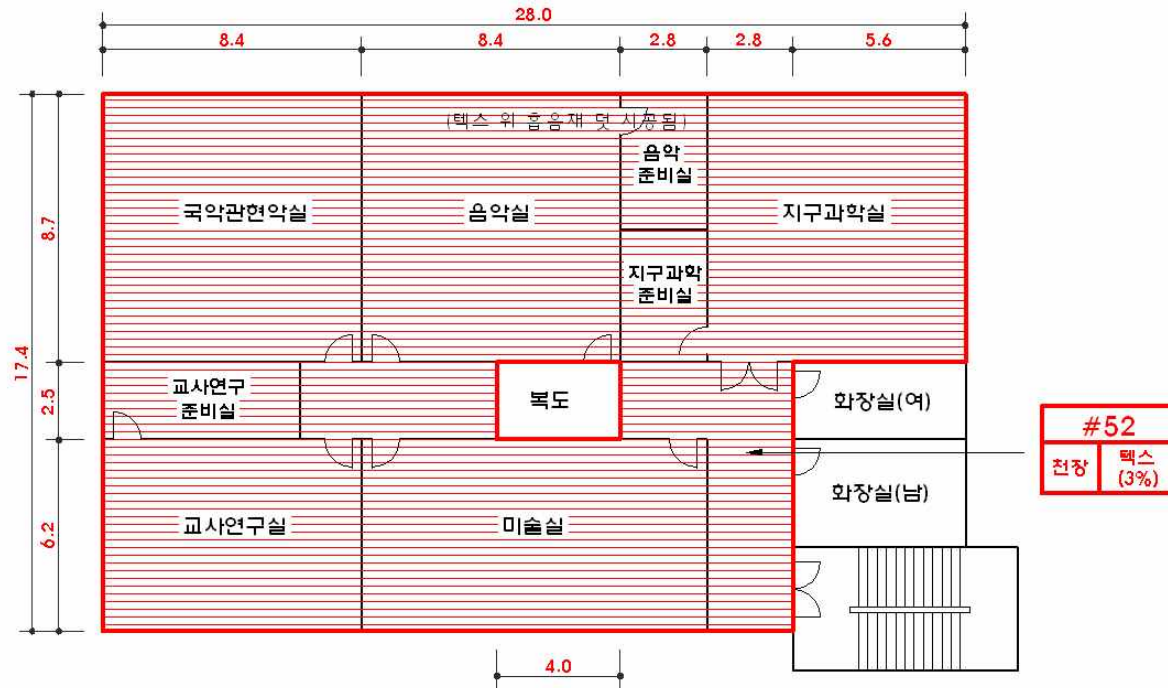 28.0
8.4
8.4
2.8
2.8
5.6
(텍스 위 흡음재 덧 시공됨)
음악
준비실
국악관현악실
음악실
지구과학실
8.7
지구과학
준비실
17.4
2.5
교사연구
준비실
복도
화장실(여)
#52
천장
텍스
(3%)
화장실(남)
6.2
교사연구실
미술실
4.0